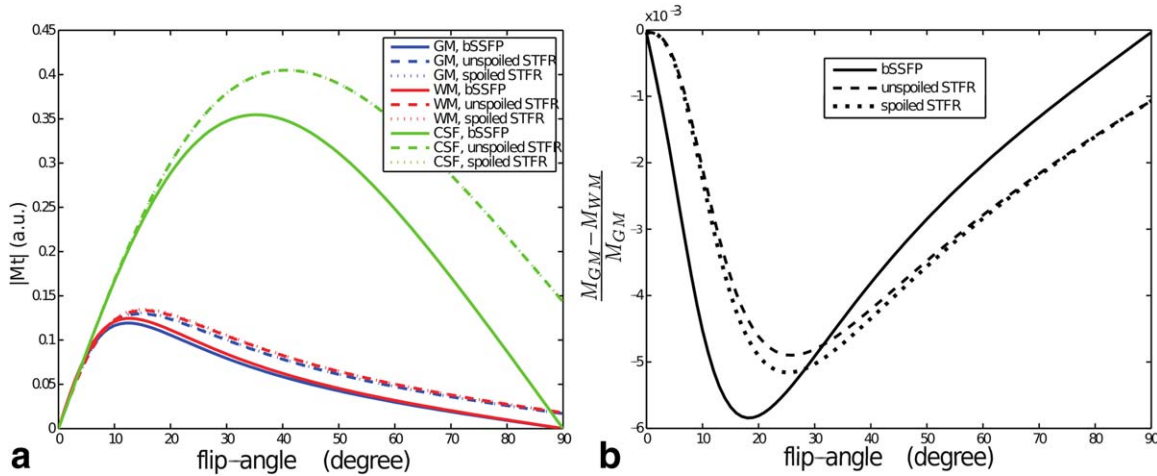 0.45
0.4
0.35
0.3
0.25
0.2
0.15
0.1
0.05
0
|Mt| (a.u.)
GM, bSSFP
GM, unspoiled STFR
GM, spoiled STFR
WM, bSSFP
WM, unspoiled STFR
WM, spoiled STFR
CSF, bSSFP
CSF, unspoiled STFR
CSF, spoiled STFR
0 10 20 30 40 50 60 70 80 90
flip-angle (degree)
a
×10⁻³
0
-1
-2
-3
-4
-5
-6
M_GM - M_WM
M_GM
bSSFP
unspoiled STFR
spoiled STFR
0 10 20 30 40 50 60 70 80 90
flip-angle (degree)
b